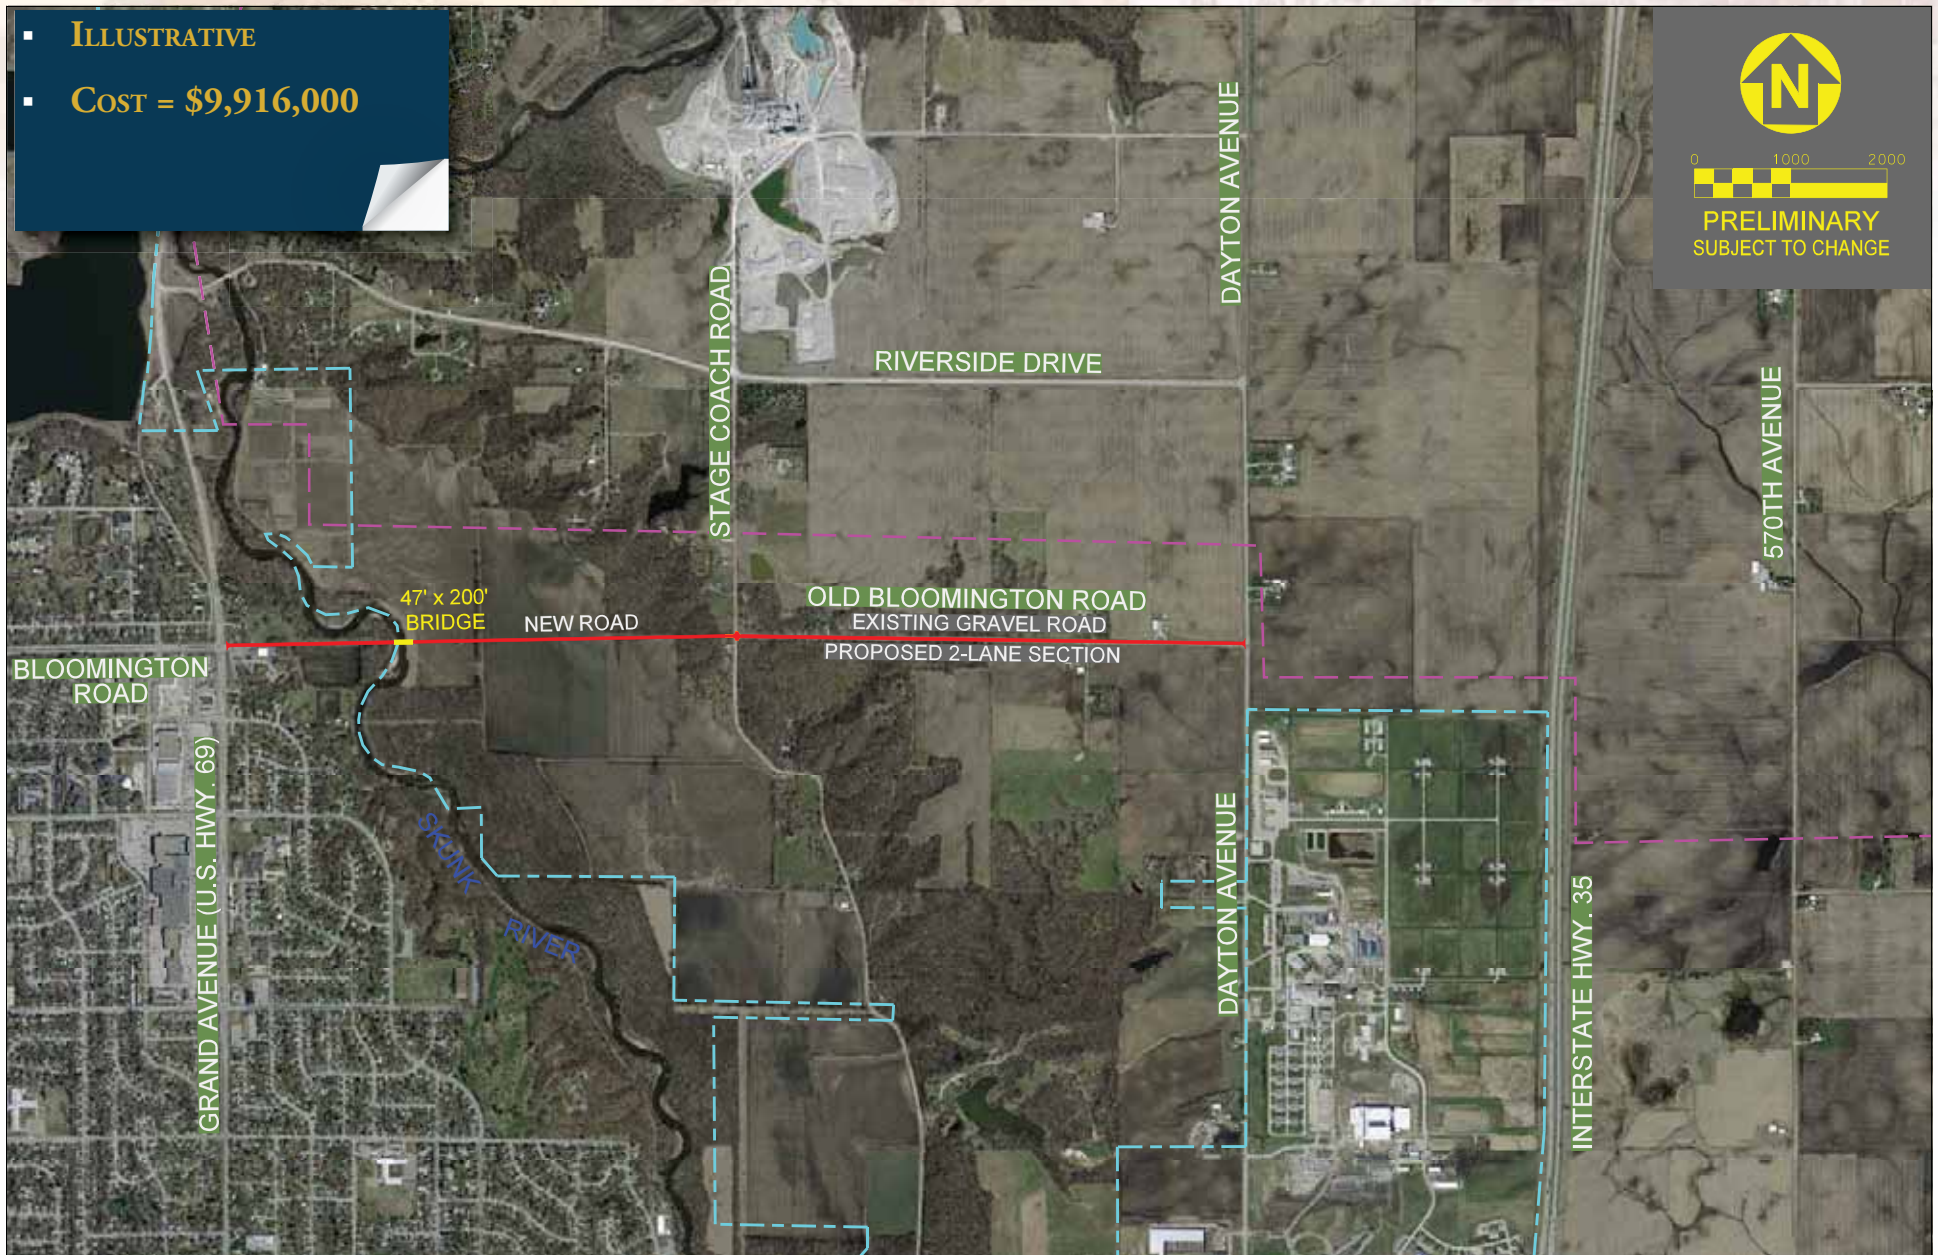 ▪ ILLUSTRATIVE
▪ COST = $9,916,000
N
0 1000 2000
PRELIMINARY
SUBJECT TO CHANGE
DAYTON AVENUE
STAGE COACH ROAD
RIVERSIDE DRIVE
570TH AVENUE
47' x 200'
BRIDGE
NEW ROAD
OLD BLOOMINGTON ROAD
EXISTING GRAVEL ROAD
PROPOSED 2-LANE SECTION
BLOOMINGTON
ROAD
GRAND AVENUE (U.S. HWY. 69)
SKUNK
RIVER
DAYTON AVENUE
INTERSTATE HWY. 35